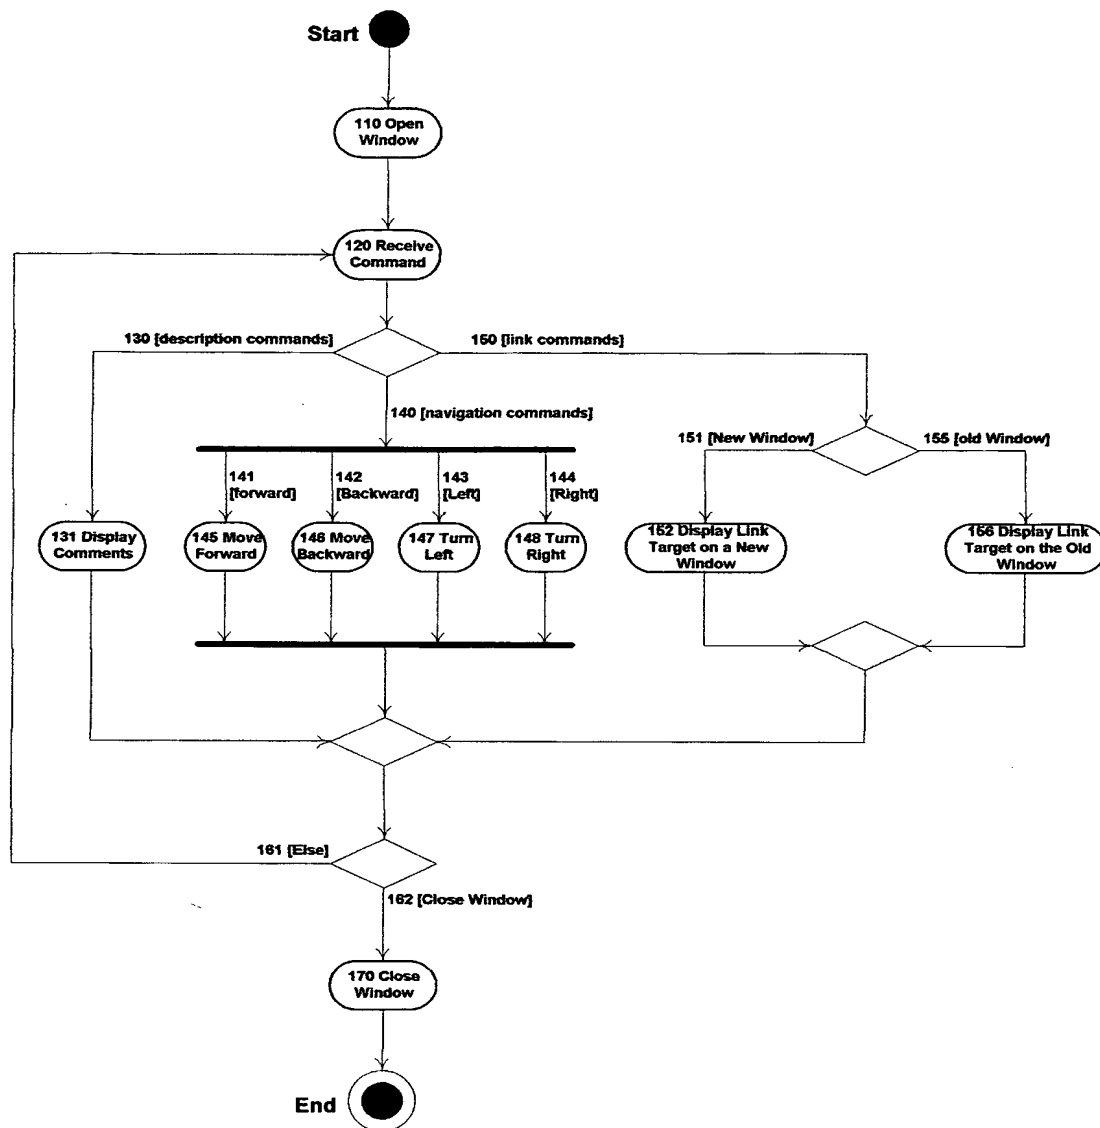 Start
110 Open
Window
120 Receive
Command
130 [description commands]
150 [link commands]
140 [navigation commands]
151 [New Window]
155 [old Window]
141
[forward]
142
[Backward]
143
[Left]
144
[Right]
131 Display
Comments
145 Move
Forward
146 Move
Backward
147 Turn
Left
148 Turn
Right
152 Display Link
Target on a New
Window
156 Display Link
Target on the Old
Window
161 [Else]
162 [Close Window]
170 Close
Window
End